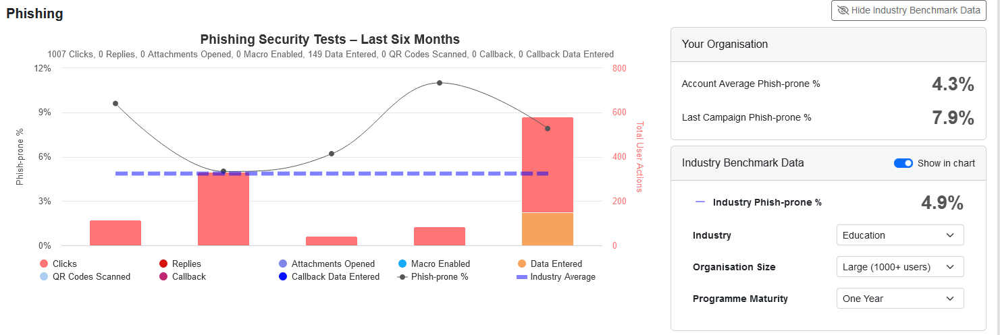 Phishing
Hide Industry Benchmark Data
Phishing Security Tests – Last Six Months
1007 Clicks, 0 Replies, 0 Attachments Opened, 0 Macro Enabled, 149 Data Entered, 0 QR Codes Scanned, 0 Callback, 0 Callback Data Entered
12% 800
9% 600
6% 400
3% 200
0% 0
Phish-prone %
Total User Actions
Clicks Replies Attachments Opened Macro Enabled Data Entered
QR Codes Scanned Callback Callback Data Entered Phish-prone % Industry Average
Your Organisation
Account Average Phish-prone % 4.3%
Last Campaign Phish-prone % 7.9%
Industry Benchmark Data Show in chart
Industry Phish-prone % 4.9%
Industry Education
Organisation Size Large (1000+ users)
Programme Maturity One Year